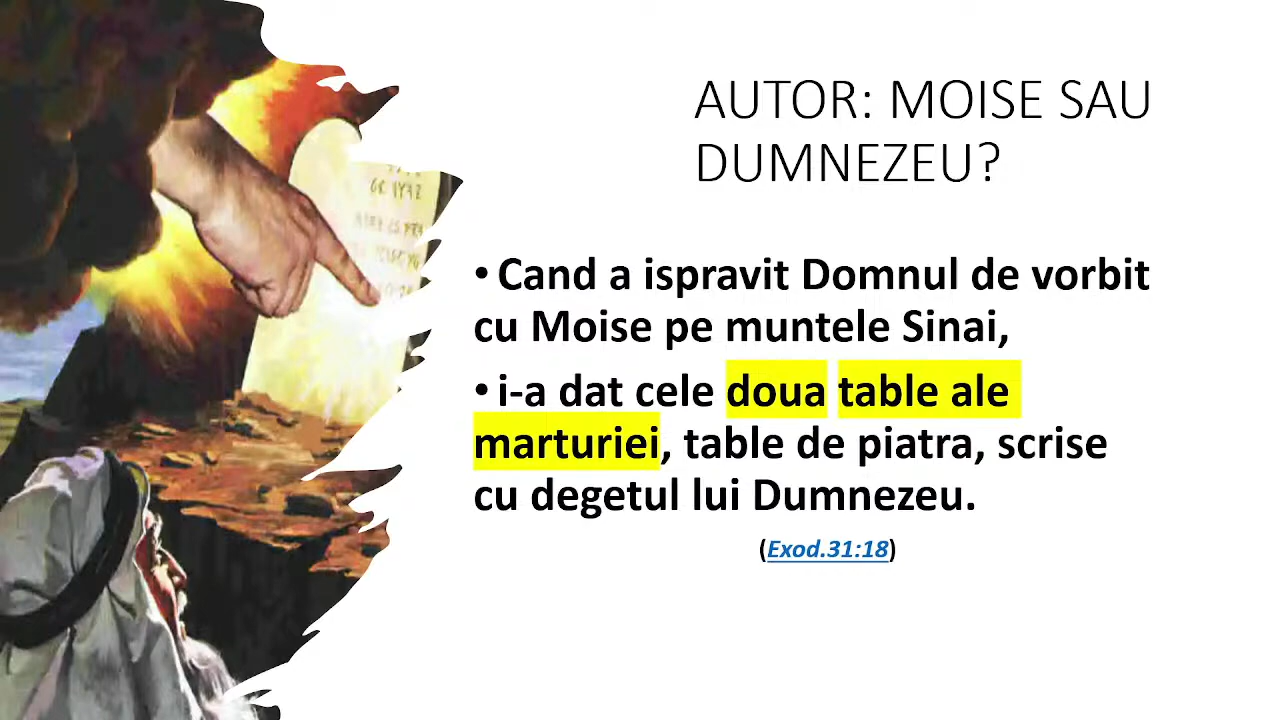 AUTOR: MOISE SAU
DUMNEZEU?
• Cand a ispravit Domnul de vorbit
cu Moise pe muntele Sinai,
• i-a dat cele doua table ale
marturiei, table de piatra, scrise
cu degetul lui Dumnezeu.
(Exod.31:18)